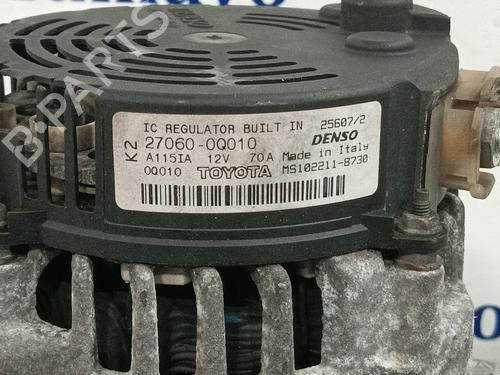 IC REGULATOR BUILT IN 25607/2
K2 27060-0Q010 DENSO
A115IA 12V 70A Made in Italy
0Q010 TOYOTA MS102211-8730
B-PARTS